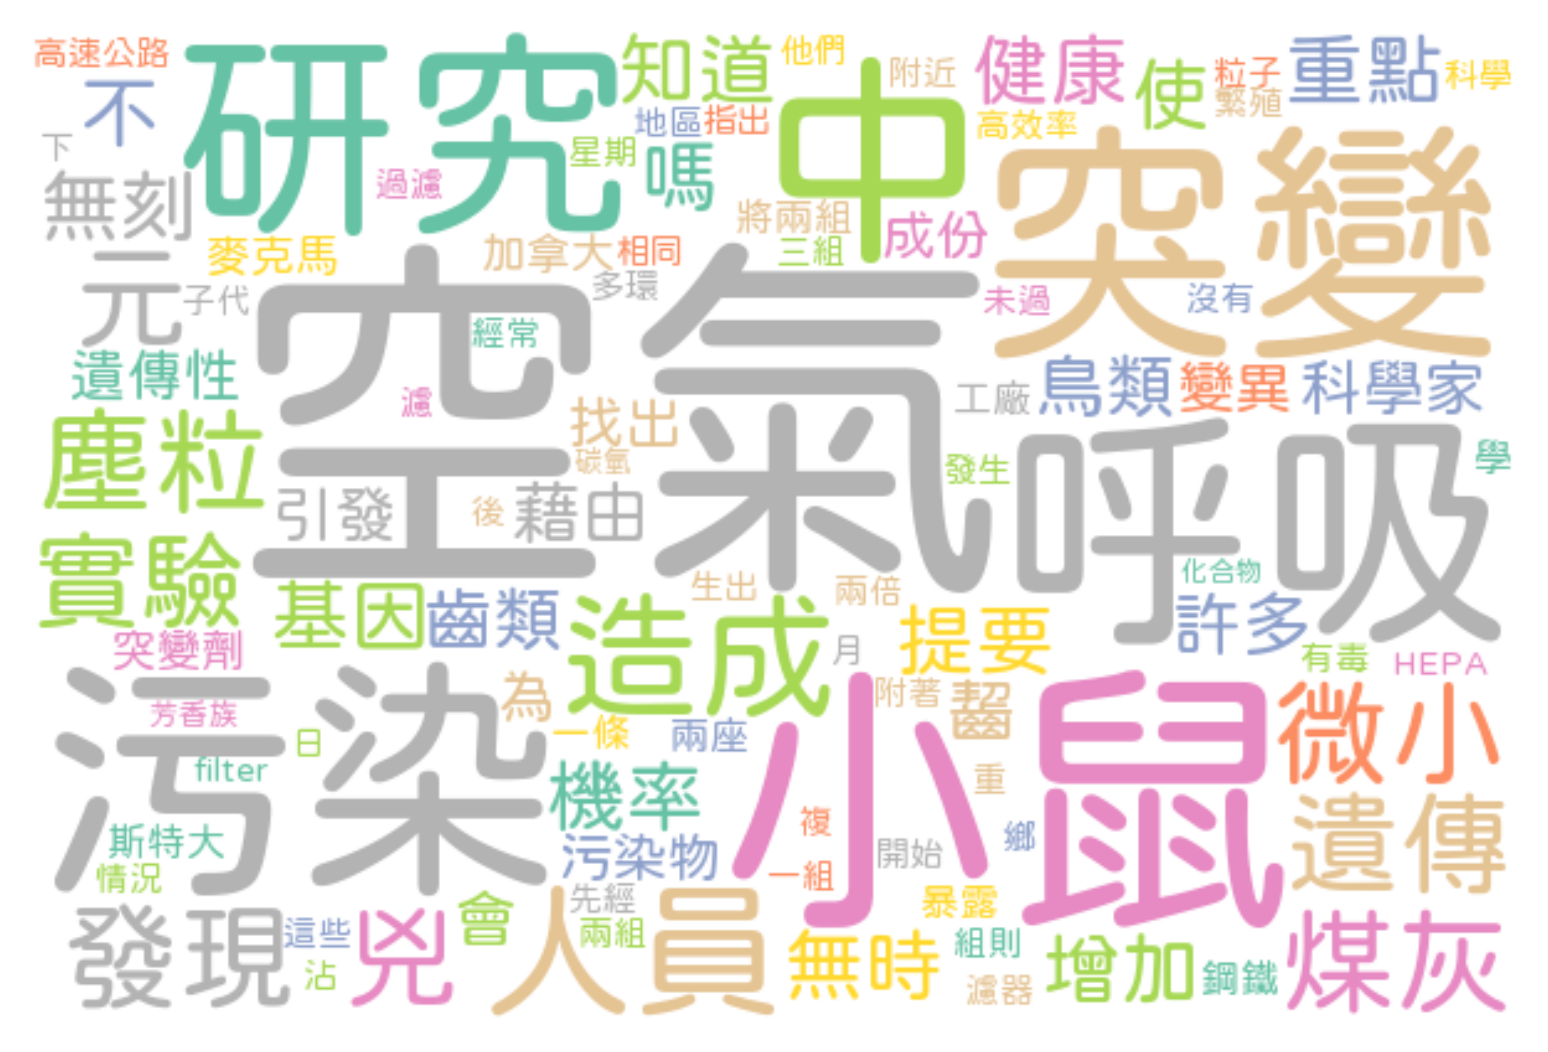 高速公路
研究
知道
他們
附近
健康
使
粒子
重點
科學
不
中
地區
指出
高效率
繁殖
下
星期
嗎
突變
無刻
過濾
將兩組
成份
麥克馬
加拿大
相同
三組
元
子代
空氣
多環
未過
沒有
經常
遺傳性
濾
工廠
鳥類
變異
科學家
找出
塵粒
呼吸
碳氫
發生
學
引發
後
藉由
實驗
化合物
基因
齒類
生出
兩倍
造成
提要
許多
突變劑
月
有毒
HEPA
污染
為
附著
齧
小鼠
微小
芳香族
一條
兩座
日
filter
機率
重
遺傳
斯特大
複
鄉
污染物
開始
情況
一組
發現
這些
兇
會
人員
先經
暴露
兩組
無時
組則
增加
煤灰
沾
濾器
鋼鐵